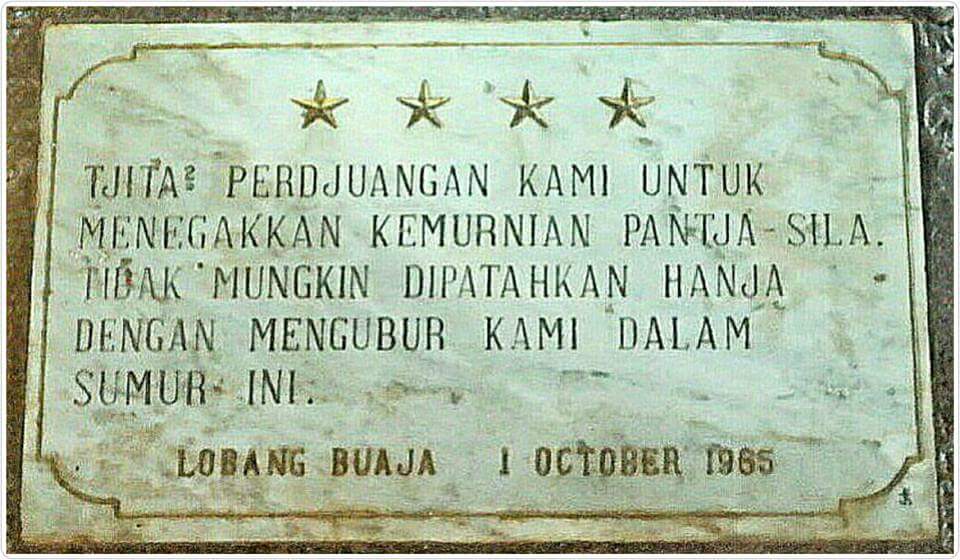 TJITA² PERDJUANGAN KAMI UNTUK
MENEGAKKAN KEMURNIAN PANTJA-SILA.
TIDAK MUNGKIN DIPATAHKAN HANJA
DENGAN MENGUBUR KAMI DALAM
SUMUR INI.
LOBANG BUAJA 1 OCTOBER 1965